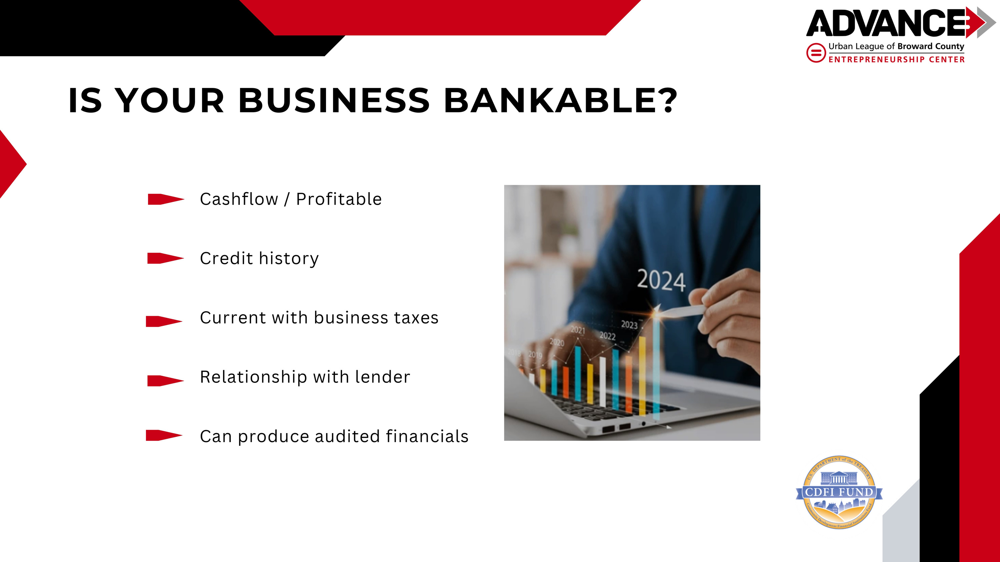 ADVANCE
Urban League of Broward County
ENTREPRENEURSHIP CENTER
IS YOUR BUSINESS BANKABLE?
Cashflow / Profitable
Credit history
Current with business taxes
Relationship with lender
Can produce audited financials
2024
2023
2022
2021
2020
2019
2018
U.S. DEPARTMENT of the TREASURY
CDFI FUND
Community Development Financial Institutions Fund